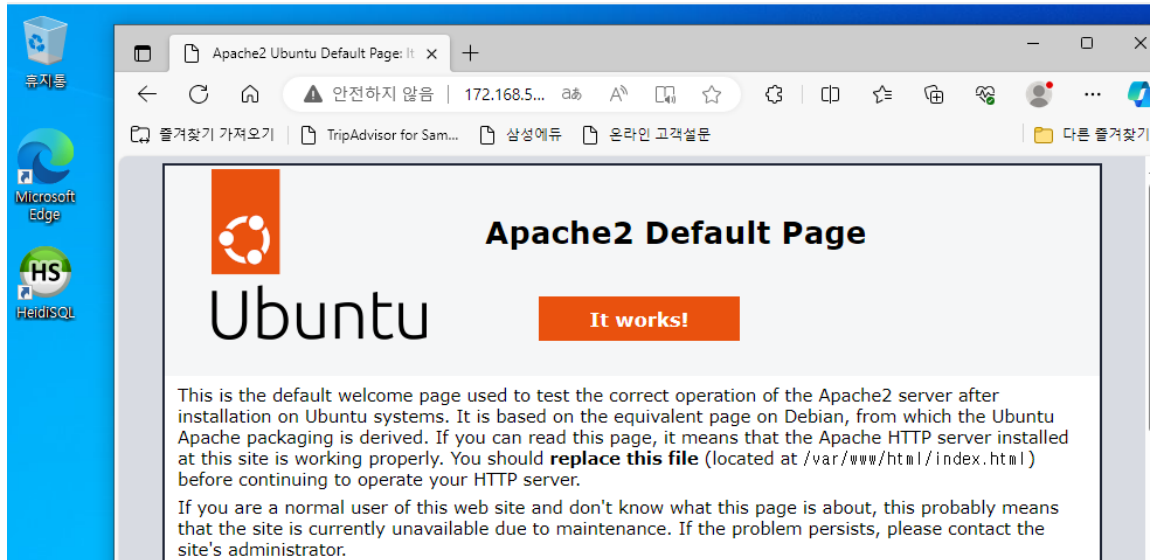 휴지통
Microsoft
Edge
HS
HeidiSQL
Apache2 Ubuntu Default Page: It
안전하지 않음 | 172.168.5... aあ A
즐겨찾기 가져오기 TripAdvisor for Sam... 삼성에듀 온라인 고객설문 다른 즐겨찾기
Apache2 Default Page
Ubuntu
It works!
This is the default welcome page used to test the correct operation of the Apache2 server after
installation on Ubuntu systems. It is based on the equivalent page on Debian, from which the Ubuntu
Apache packaging is derived. If you can read this page, it means that the Apache HTTP server installed
at this site is working properly. You should replace this file (located at /var/www/html/index.html)
before continuing to operate your HTTP server.
If you are a normal user of this web site and don't know what this page is about, this probably means
that the site is currently unavailable due to maintenance. If the problem persists, please contact the
site's administrator.